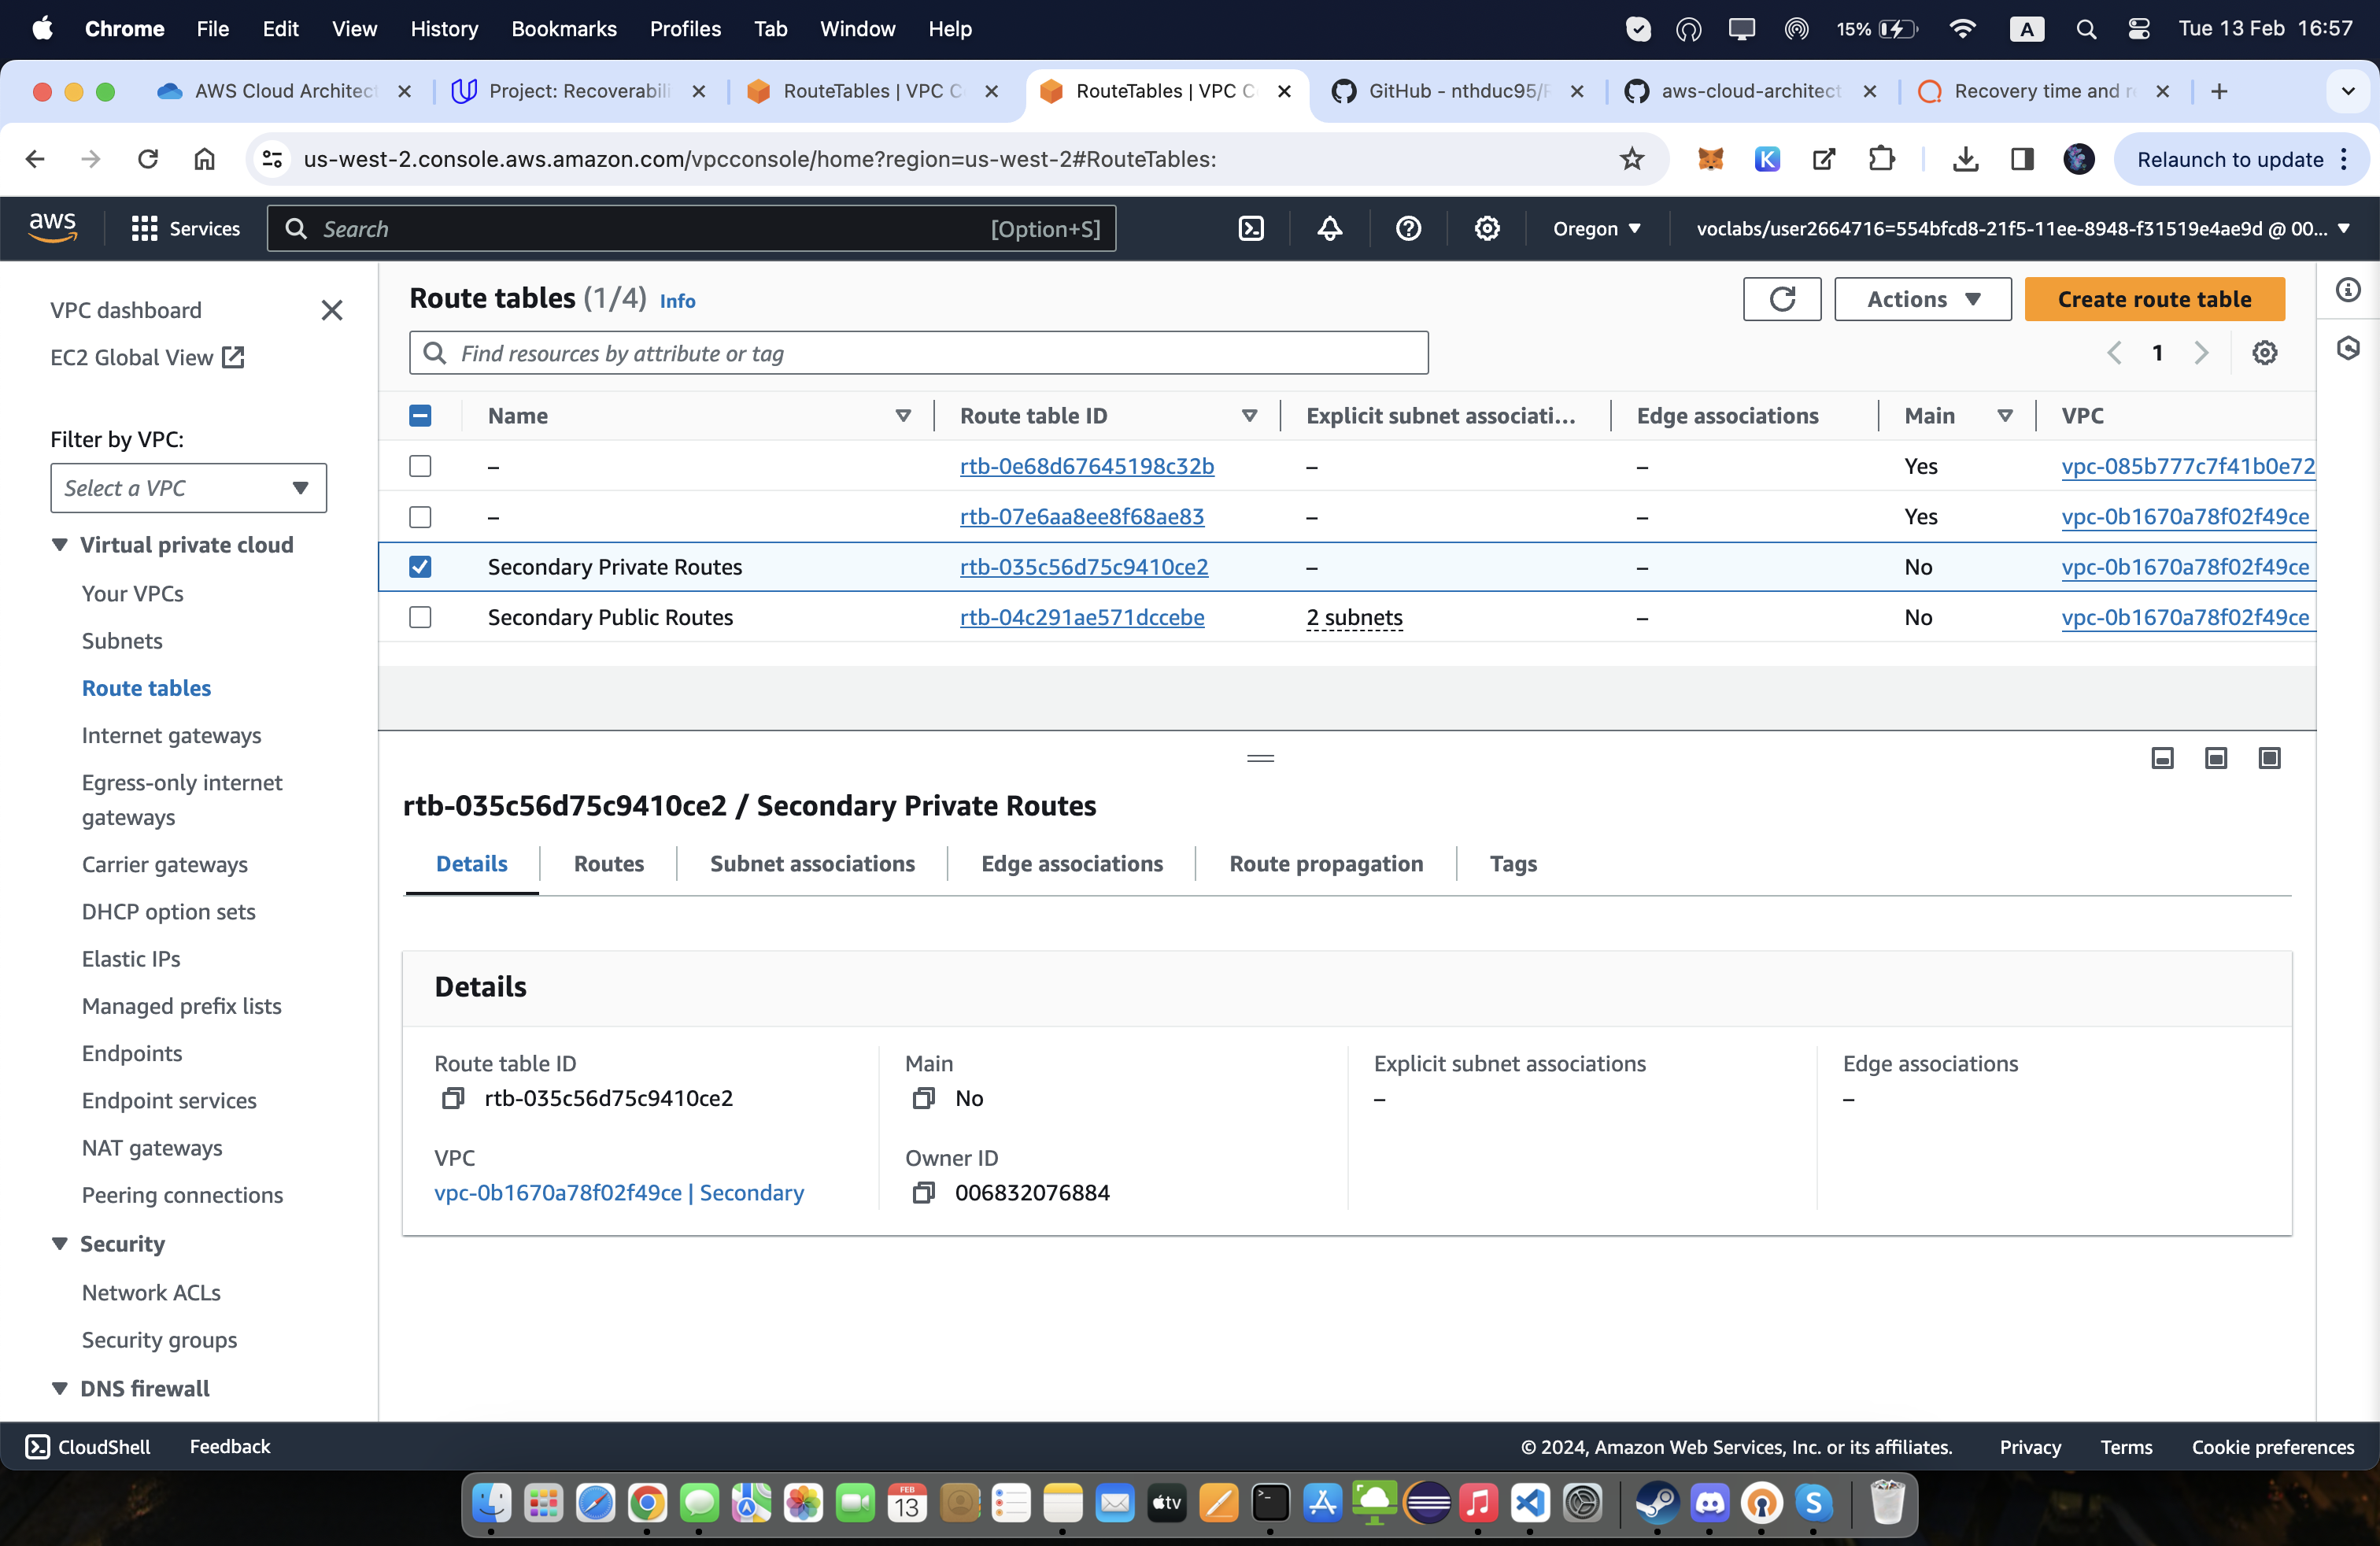 Chrome File Edit View History Bookmarks Profiles Tab Window Help 15% A Tue 13 Feb 16:57
AWS Cloud Architect Project: Recoverabili RouteTables | VPC C RouteTables | VPC C GitHub - nthduc95/ aws-cloud-architect Recovery time and r
us-west-2.console.aws.amazon.com/vpcconsole/home?region=us-west-2#RouteTables: K Relaunch to update
aws Services Search [Option+S] Oregon voclabs/user2664716=554bfcd8-21f5-11ee-8948-f31519e4ae9d @ 00...
VPC dashboard
EC2 Global View
Filter by VPC:
Select a VPC
Virtual private cloud
Your VPCs
Subnets
Route tables
Internet gateways
Egress-only internet
gateways
Carrier gateways
DHCP option sets
Elastic IPs
Managed prefix lists
Endpoints
Endpoint services
NAT gateways
Peering connections
Security
Network ACLs
Security groups
DNS firewall
Route tables (1/4) Info
Actions Create route table
Find resources by attribute or tag
1
Name Route table ID Explicit subnet associati... Edge associations Main VPC
– rtb-0e68d67645198c32b – – Yes vpc-085b777c7f41b0e72
– rtb-07e6aa8ee8f68ae83 – – Yes vpc-0b1670a78f02f49ce
Secondary Private Routes rtb-035c56d75c9410ce2 – – No vpc-0b1670a78f02f49ce
Secondary Public Routes rtb-04c291ae571dccebe 2 subnets – No vpc-0b1670a78f02f49ce
rtb-035c56d75c9410ce2 / Secondary Private Routes
Details Routes Subnet associations Edge associations Route propagation Tags
Details
Route table ID Main Explicit subnet associations Edge associations
rtb-035c56d75c9410ce2 No – –
VPC Owner ID
vpc-0b1670a78f02f49ce | Secondary 006832076884
CloudShell Feedback © 2024, Amazon Web Services, Inc. or its affiliates. Privacy Terms Cookie preferences
FEB
13
tv
S